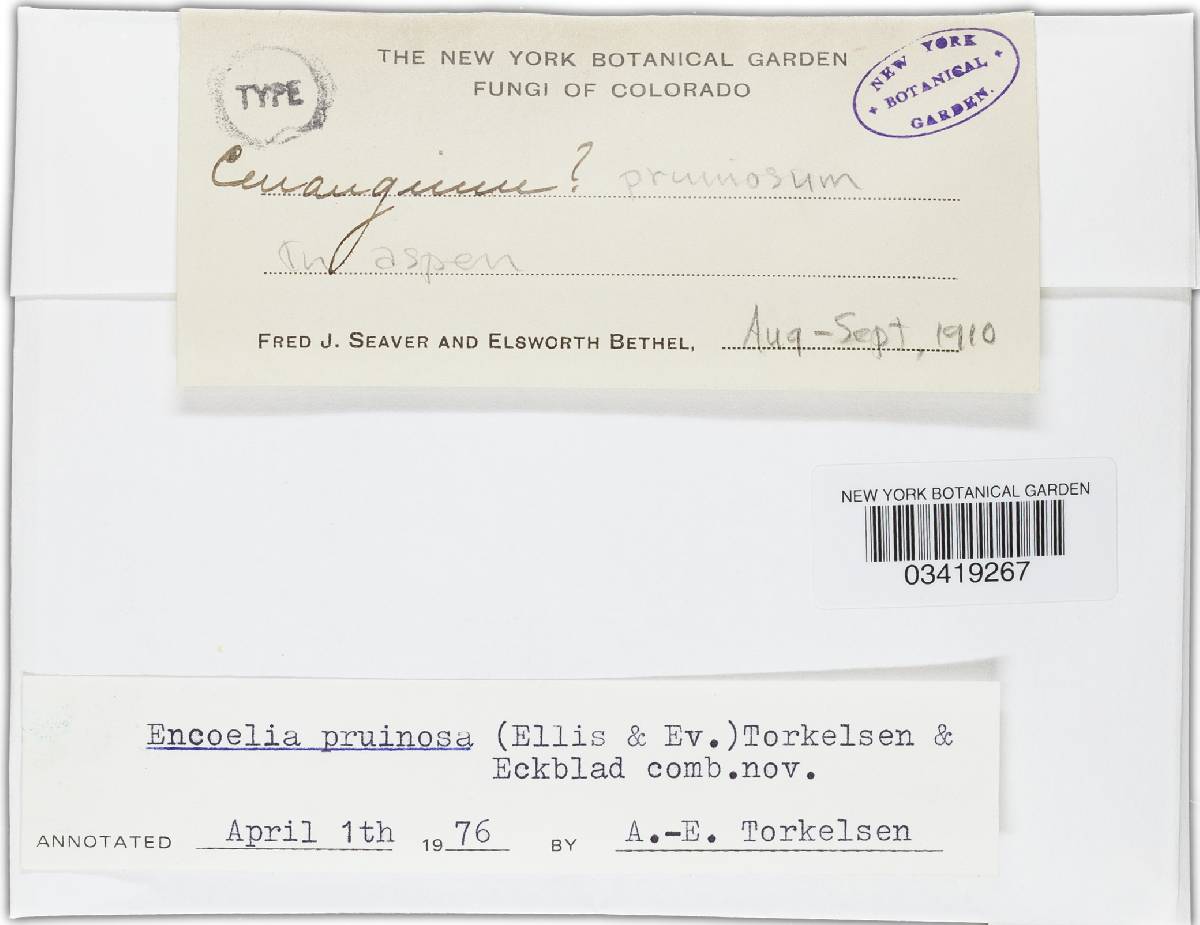 TYPE
THE NEW YORK BOTANICAL GARDEN
FUNGI OF COLORADO
NEW YORK
BOTANICAL
GARDEN.
Cenangium? pruinosum
On aspen
FRED J. SEAVER AND ELSWORTH BETHEL, Aug-Sept, 1910
NEW YORK BOTANICAL GARDEN
03419267
Encoelia pruinosa (Ellis & Ev.)Torkelsen &
Eckblad comb.nov.
ANNOTATED April 1th 1976 BY A.-E. Torkelsen